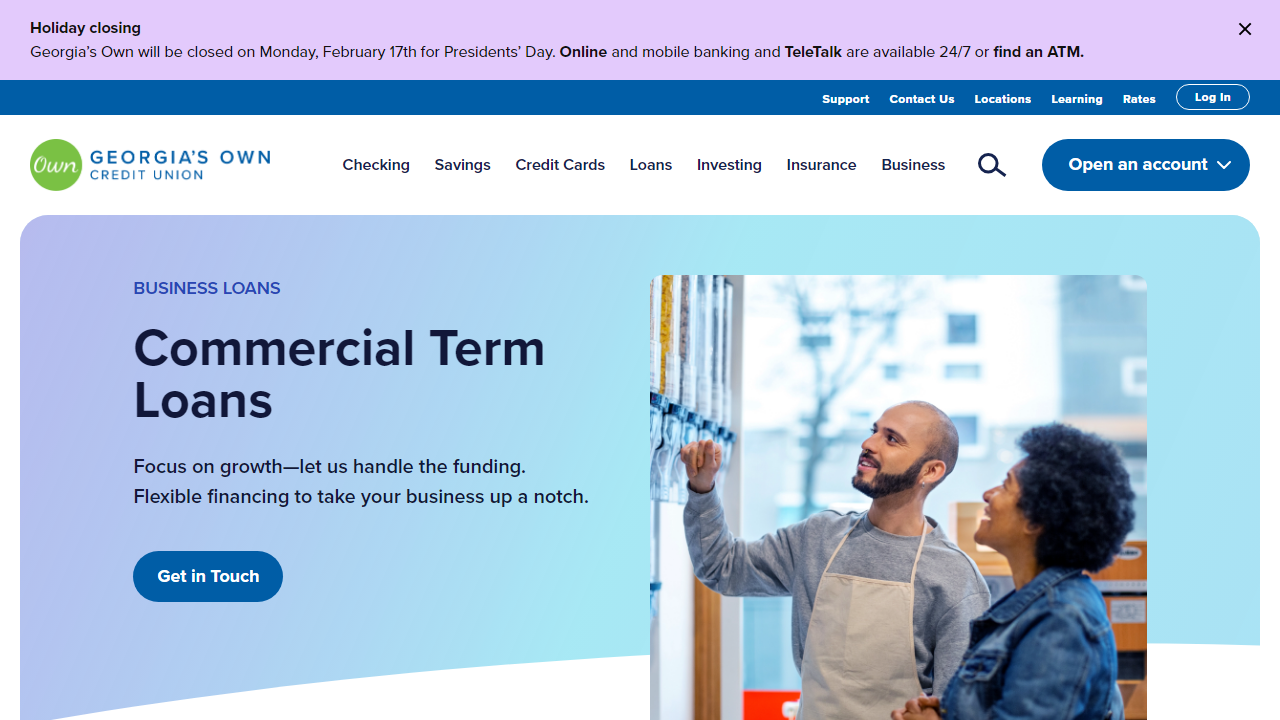 Holiday closing
Georgia’s Own will be closed on Monday, February 17th for Presidents’ Day. Online and mobile banking and TeleTalk are available 24/7 or find an ATM.
Support Contact Us Locations Learning Rates Log In
Own GEORGIA’S OWN
CREDIT UNION
Checking Savings Credit Cards Loans Investing Insurance Business Open an account
BUSINESS LOANS
Commercial Term
Loans
Focus on growth—let us handle the funding.
Flexible financing to take your business up a notch.
Get in Touch